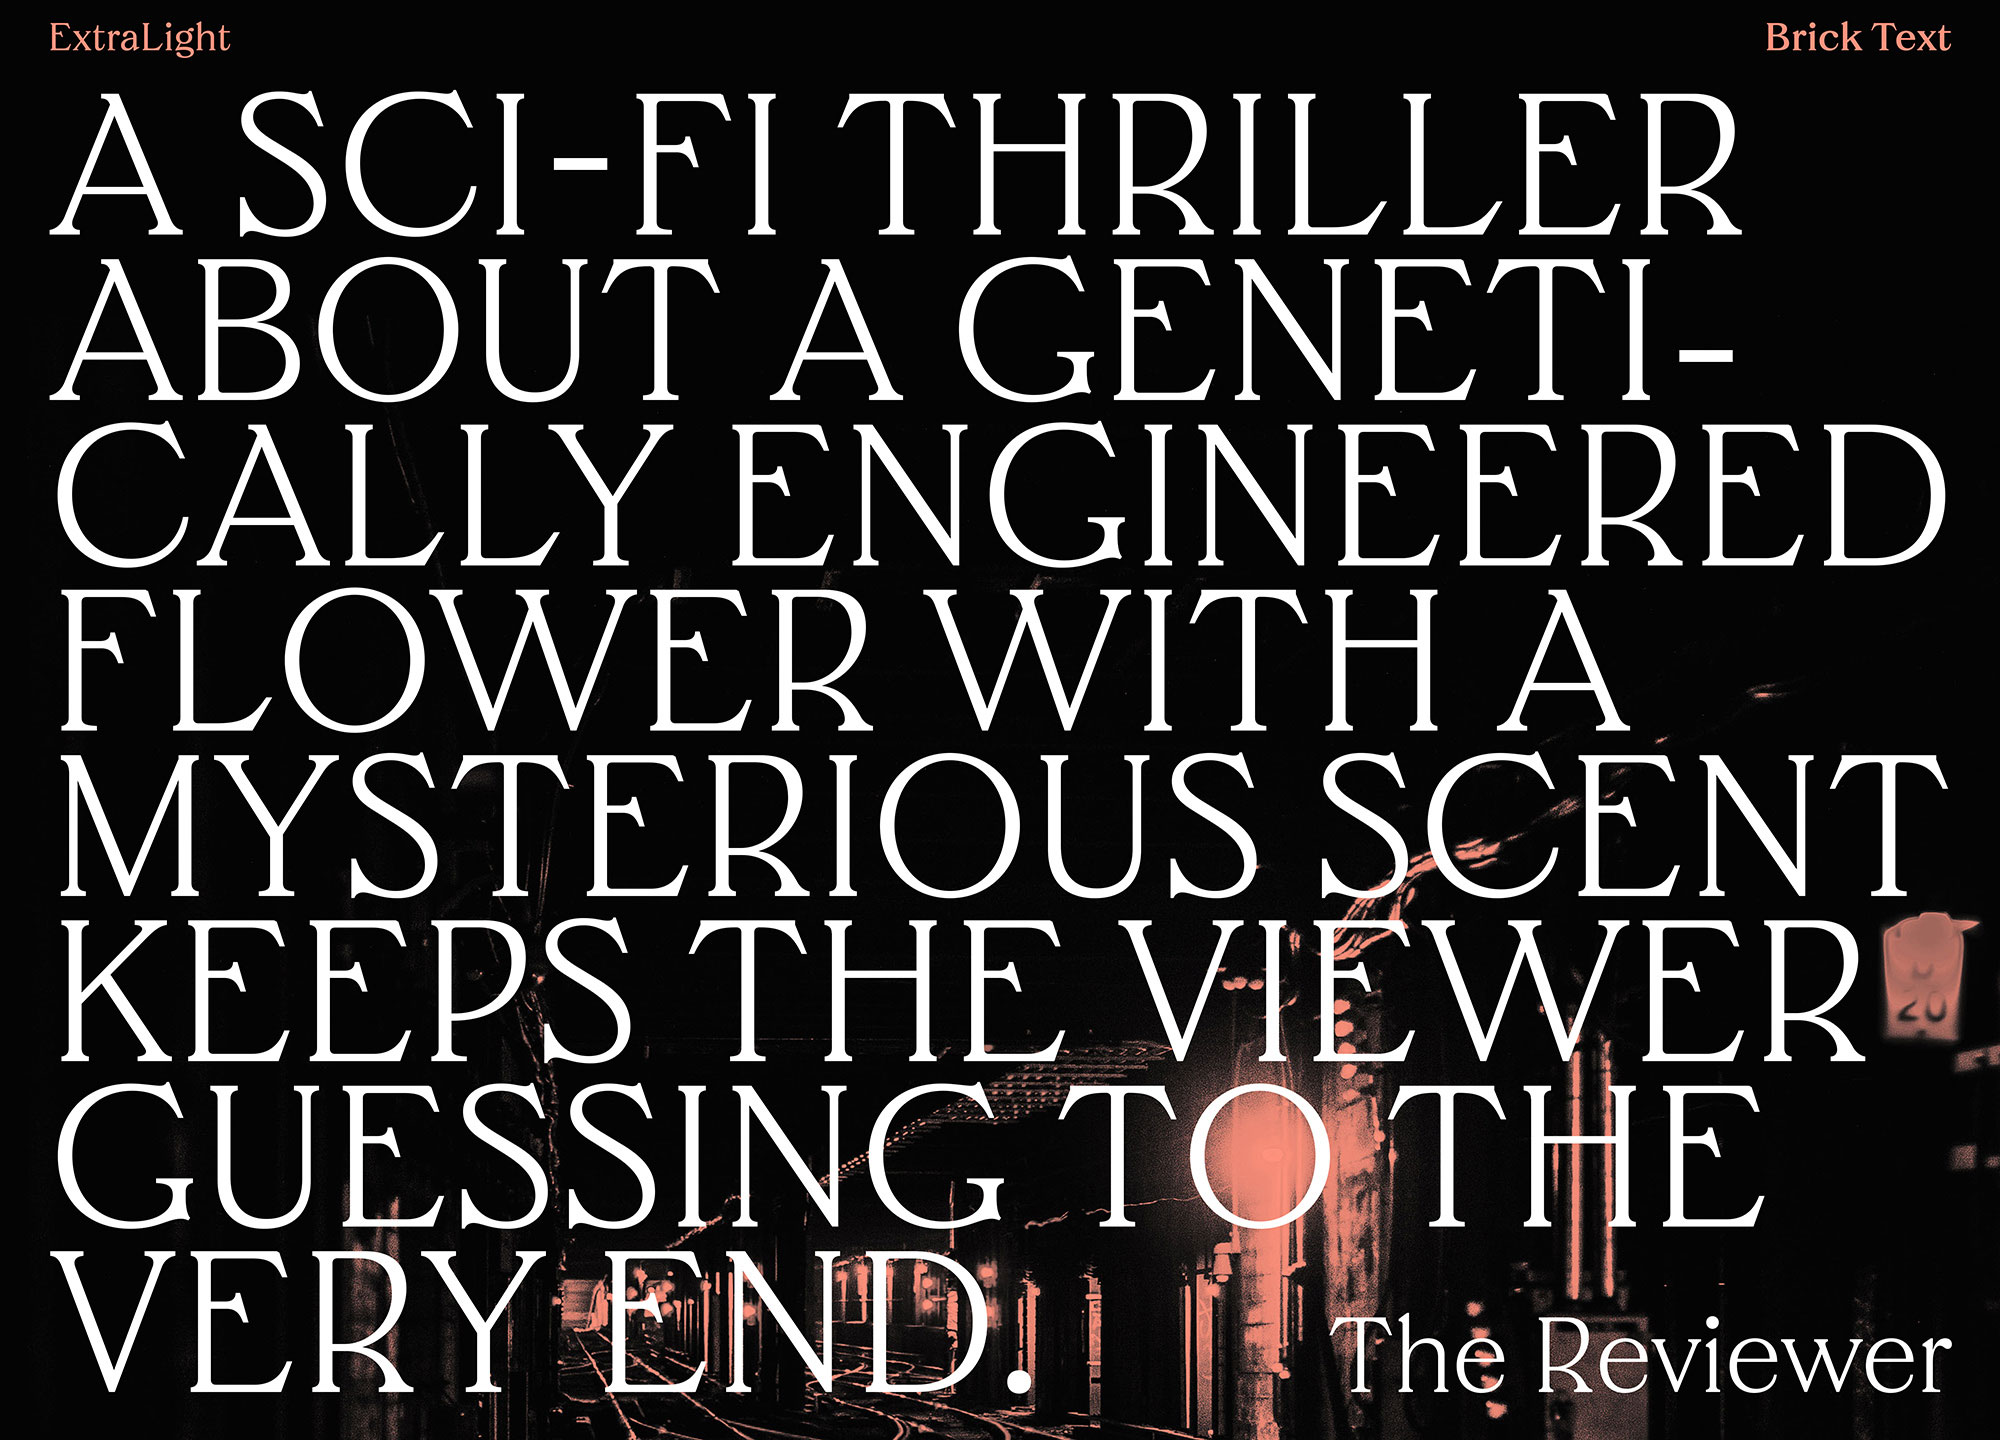 ExtraLight
Brick Text
A SCI-FI THRILLER
ABOUT A GENETI-
CALLY ENGINEERED
FLOWER WITH A
MYSTERIOUS SCENT
KEEPS THE VIEWER
20
GUESSING TO THE
VERY END.
The Reviewer